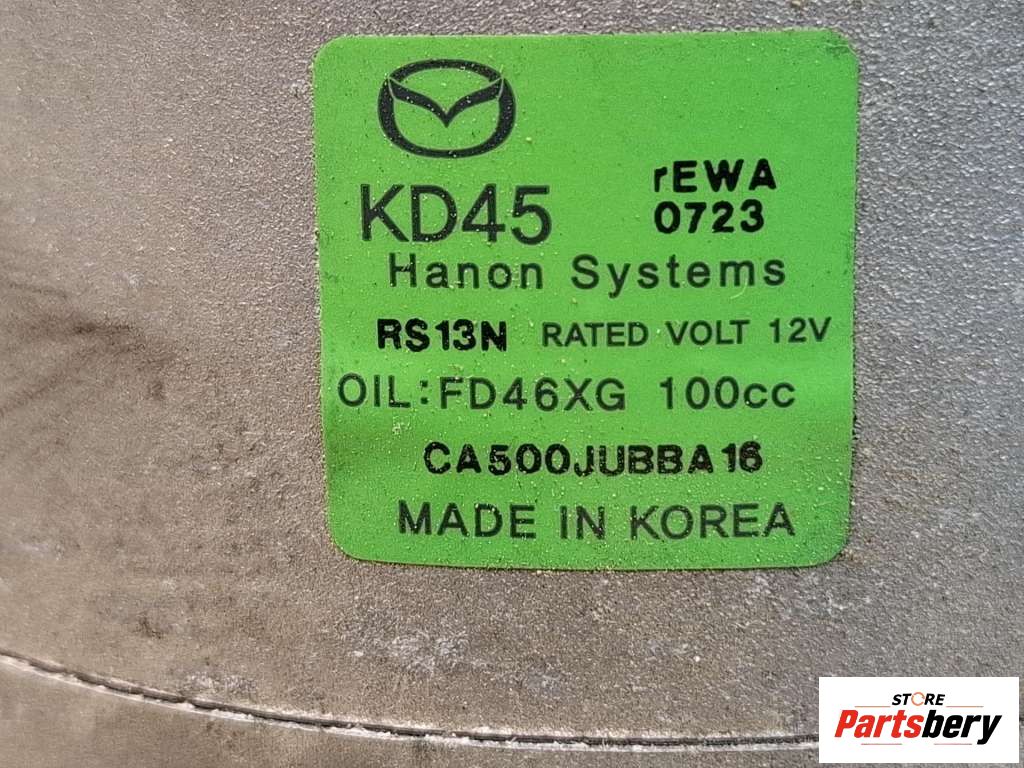 KD45 rEWA
0723
Hanon Systems
RS13N RATED VOLT 12V
OIL:FD46XG 100cc
CA500JUBBA16
MADE IN KOREA
STORE
Partsbery